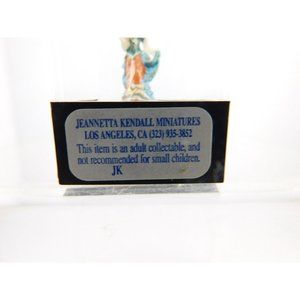 JEANNETTA KENDALL MINIATURES
LOS ANGELES, CA (323) 935-3852
This item is an adult collectable, and
not recommended for small children.
JK